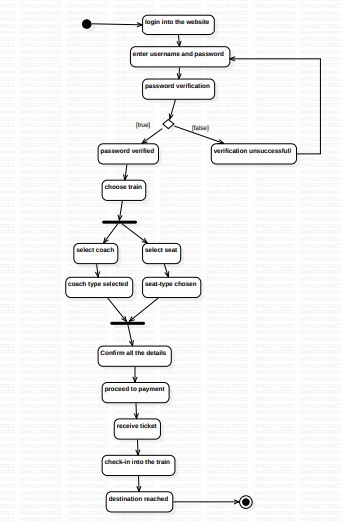 login into the website
enter username and password
password verification
[true]
[false]
password verified
verification unsuccessfull
choose train
select coach
select seat
coach type selected
seat-type chosen
Confirm all the details
proceed to payment
receive ticket
check-in into the train
destination reached